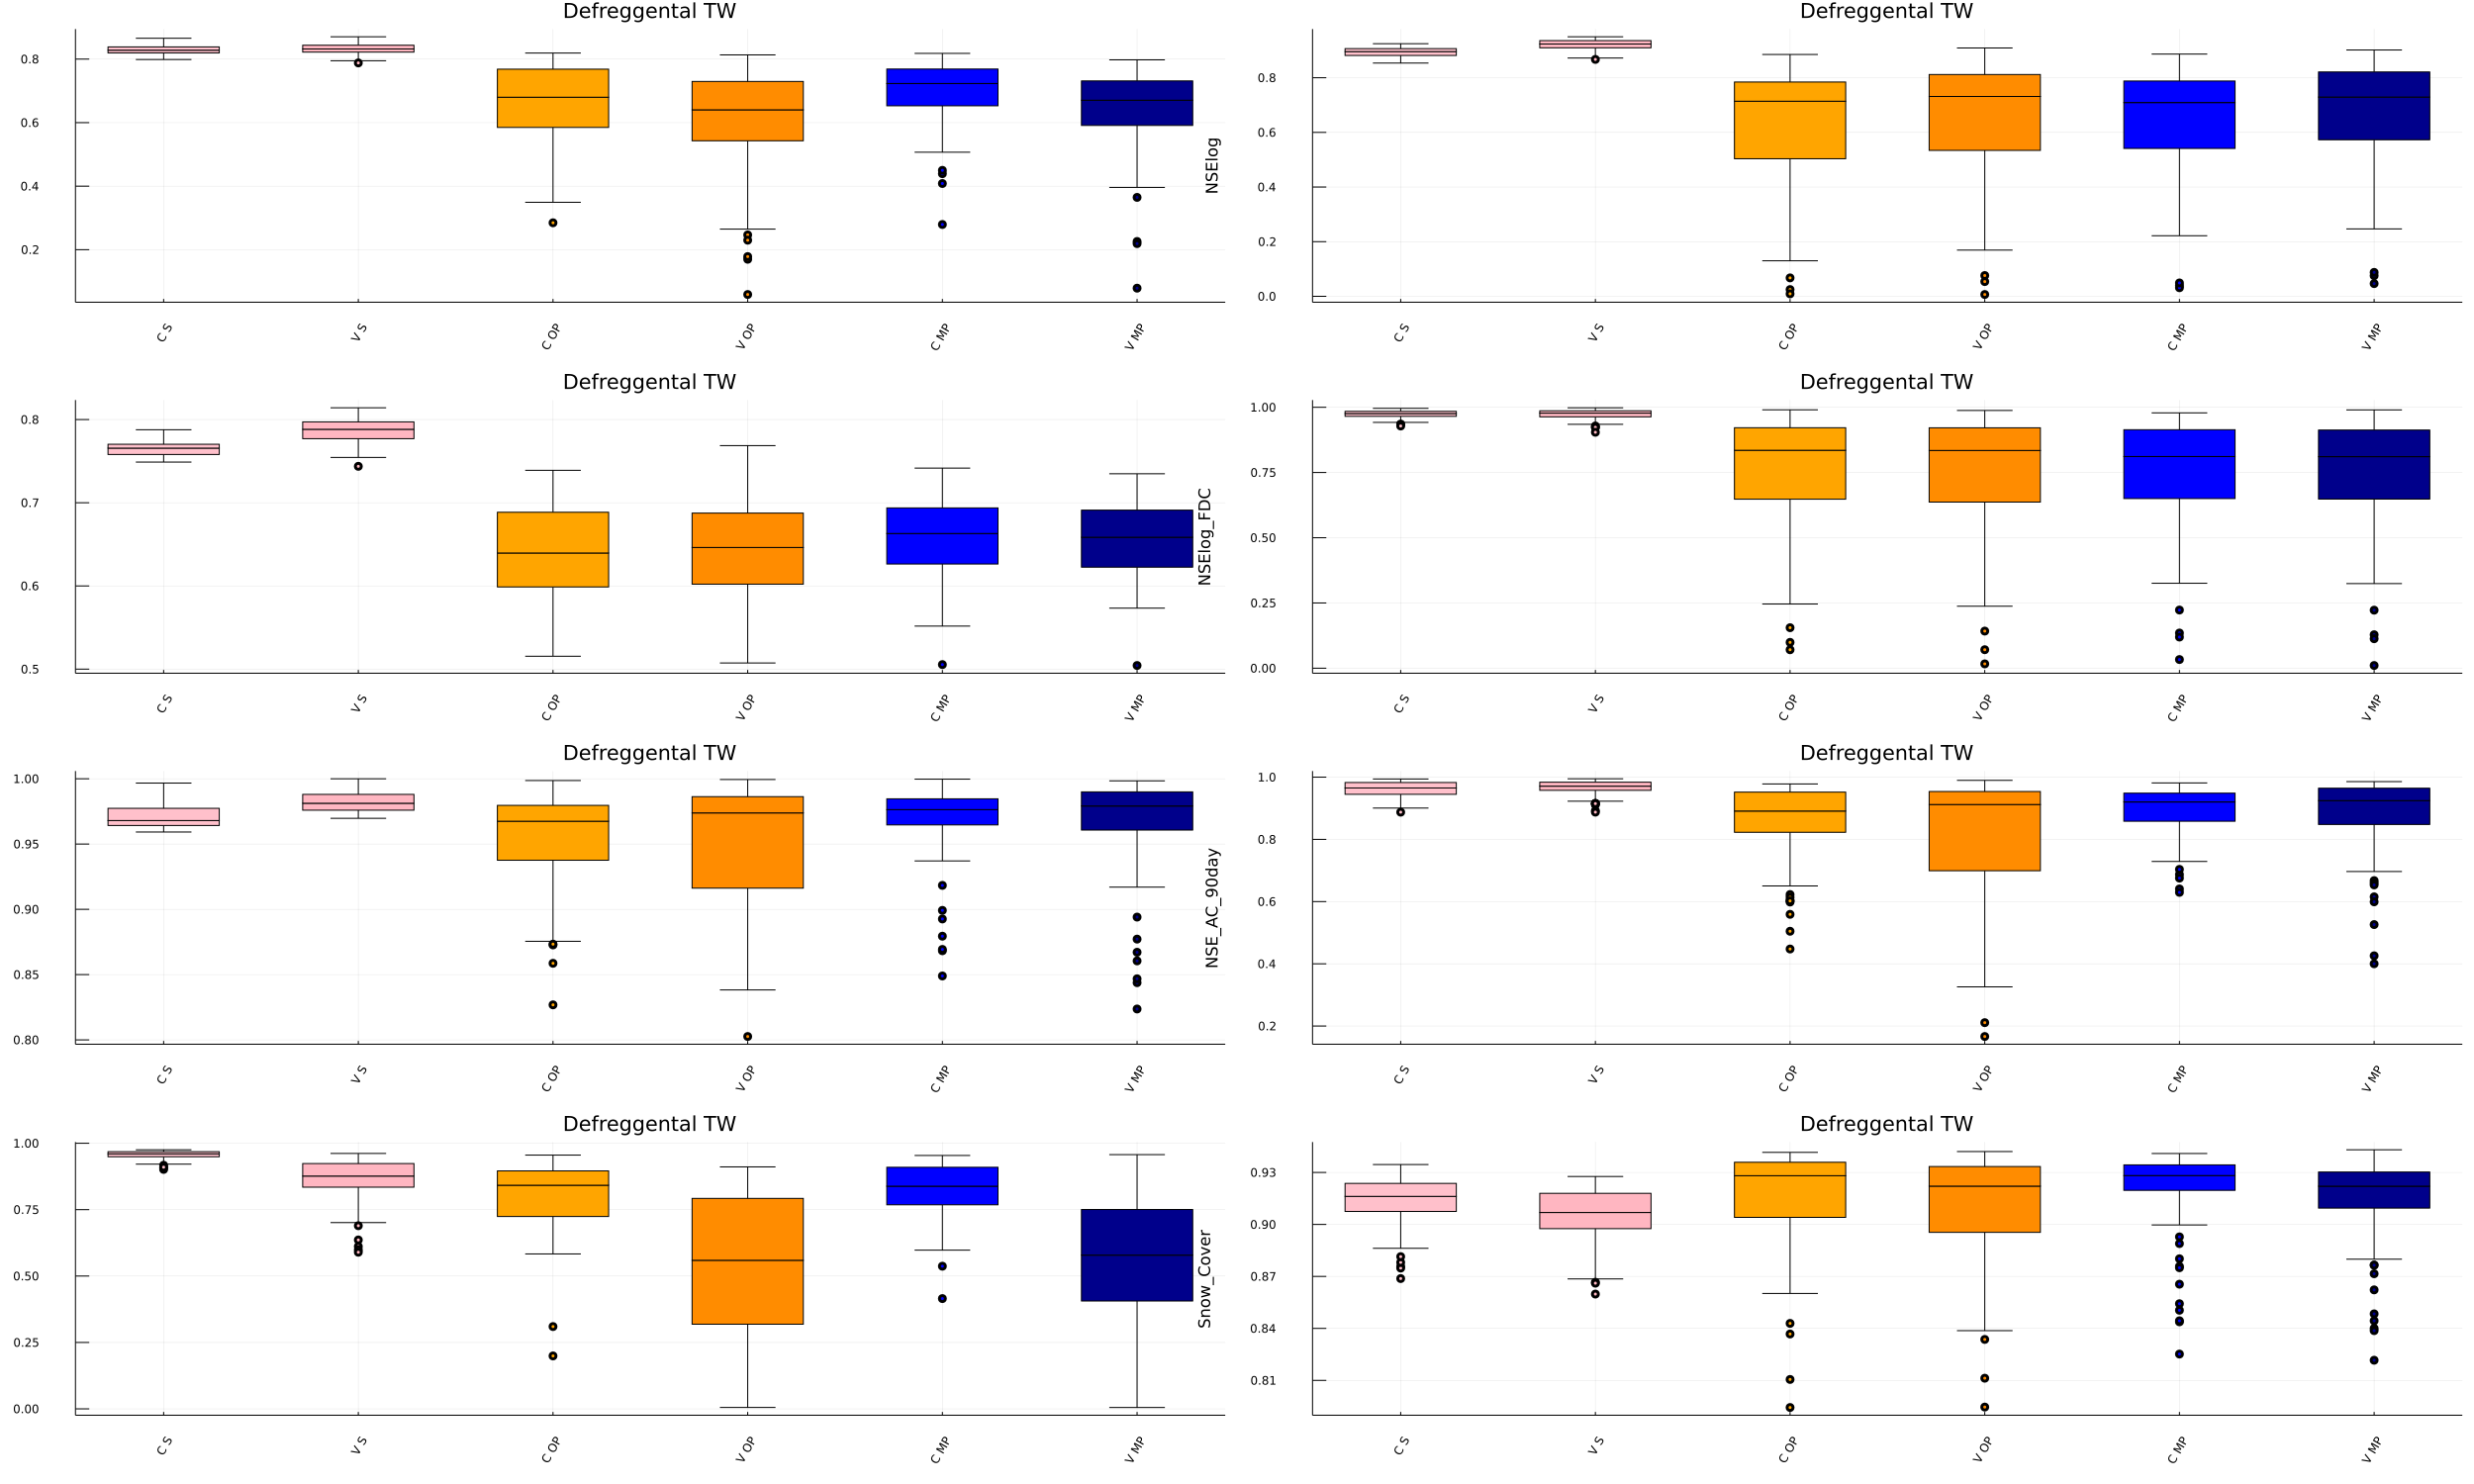 Defreggental TW
0.8
0.6
0.4
0.2
C S
V S
C OP
V OP
C MP
V MP
Defreggental TW
NSElog
0.8
0.6
0.4
0.2
0.0
C S
V S
C OP
V OP
C MP
V MP
Defreggental TW
0.8
0.7
0.6
0.5
C S
V S
C OP
V OP
C MP
V MP
Defreggental TW
NSElog_FDC
1.00
0.75
0.50
0.25
0.00
C S
V S
C OP
V OP
C MP
V MP
Defreggental TW
1.00
0.95
0.90
0.85
0.80
C S
V S
C OP
V OP
C MP
V MP
Defreggental TW
NSE_AC_90day
1.0
0.8
0.6
0.4
0.2
C S
V S
C OP
V OP
C MP
V MP
Defreggental TW
1.00
0.75
0.50
0.25
0.00
C S
V S
C OP
V OP
C MP
V MP
Defreggental TW
Snow_Cover
0.93
0.90
0.87
0.84
0.81
C S
V S
C OP
V OP
C MP
V MP